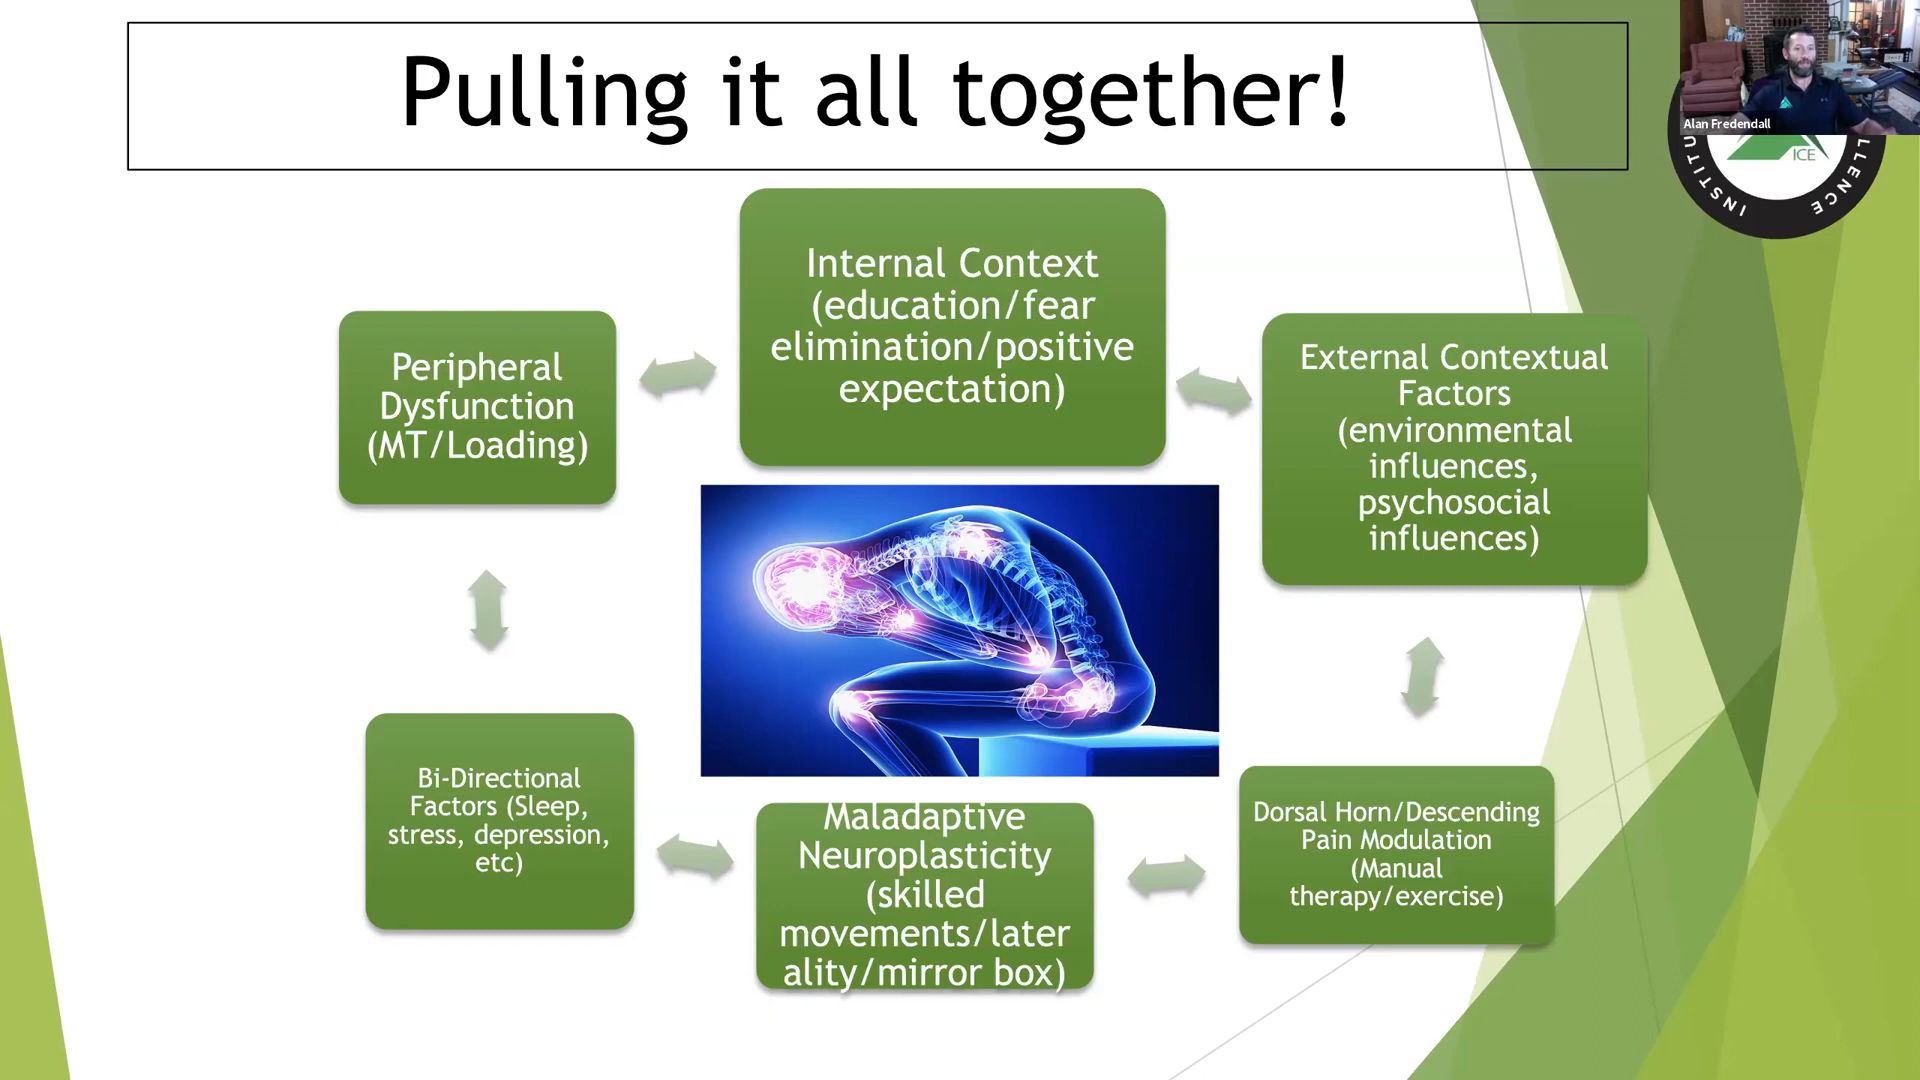 Pulling it all together!
Alan Fredendall
ICE
INSTITU
LLENCE
Internal Context
(education/fear
elimination/positive
expectation)
Peripheral
Dysfunction
(MT/Loading)
External Contextual
Factors
(environmental
influences,
psychosocial
influences)
Bi-Directional
Factors (Sleep,
stress, depression,
etc)
Maladaptive
Neuroplasticity
(skilled
movements/later
ality/mirror box)
Dorsal Horn/Descending
Pain Modulation
(Manual
therapy/exercise)